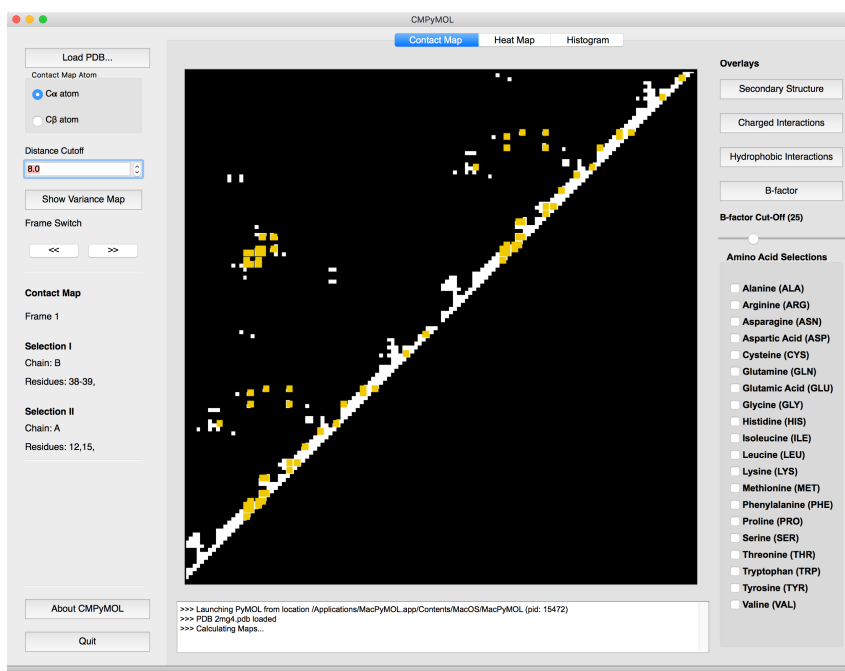 CMPyMOL
Contact Map
Heat Map
Histogram
Load PDB...
Contact Map Atom
Cα atom
Cβ atom
Distance Cutoff
8.0
Show Variance Map
Frame Switch
<<
>>
Contact Map
Frame 1
Selection I
Chain: B
Residues: 38-39,
Selection II
Chain: A
Residues: 12,15,
About CMPyMOL
Quit
>>> Launching PyMOL from location /Applications/MacPyMOL.app/Contents/MacOS/MacPyMOL (pid: 15472)
>>> PDB 2mg4.pdb loaded
>>> Calculating Maps...
Overlays
Secondary Structure
Charged Interactions
Hydrophobic Interactions
B-factor
B-factor Cut-Off (25)
Amino Acid Selections
Alanine (ALA)
Arginine (ARG)
Asparagine (ASN)
Aspartic Acid (ASP)
Cysteine (CYS)
Glutamine (GLN)
Glutamic Acid (GLU)
Glycine (GLY)
Histidine (HIS)
Isoleucine (ILE)
Leucine (LEU)
Lysine (LYS)
Methionine (MET)
Phenylalanine (PHE)
Proline (PRO)
Serine (SER)
Threonine (THR)
Tryptophan (TRP)
Tyrosine (TYR)
Valine (VAL)